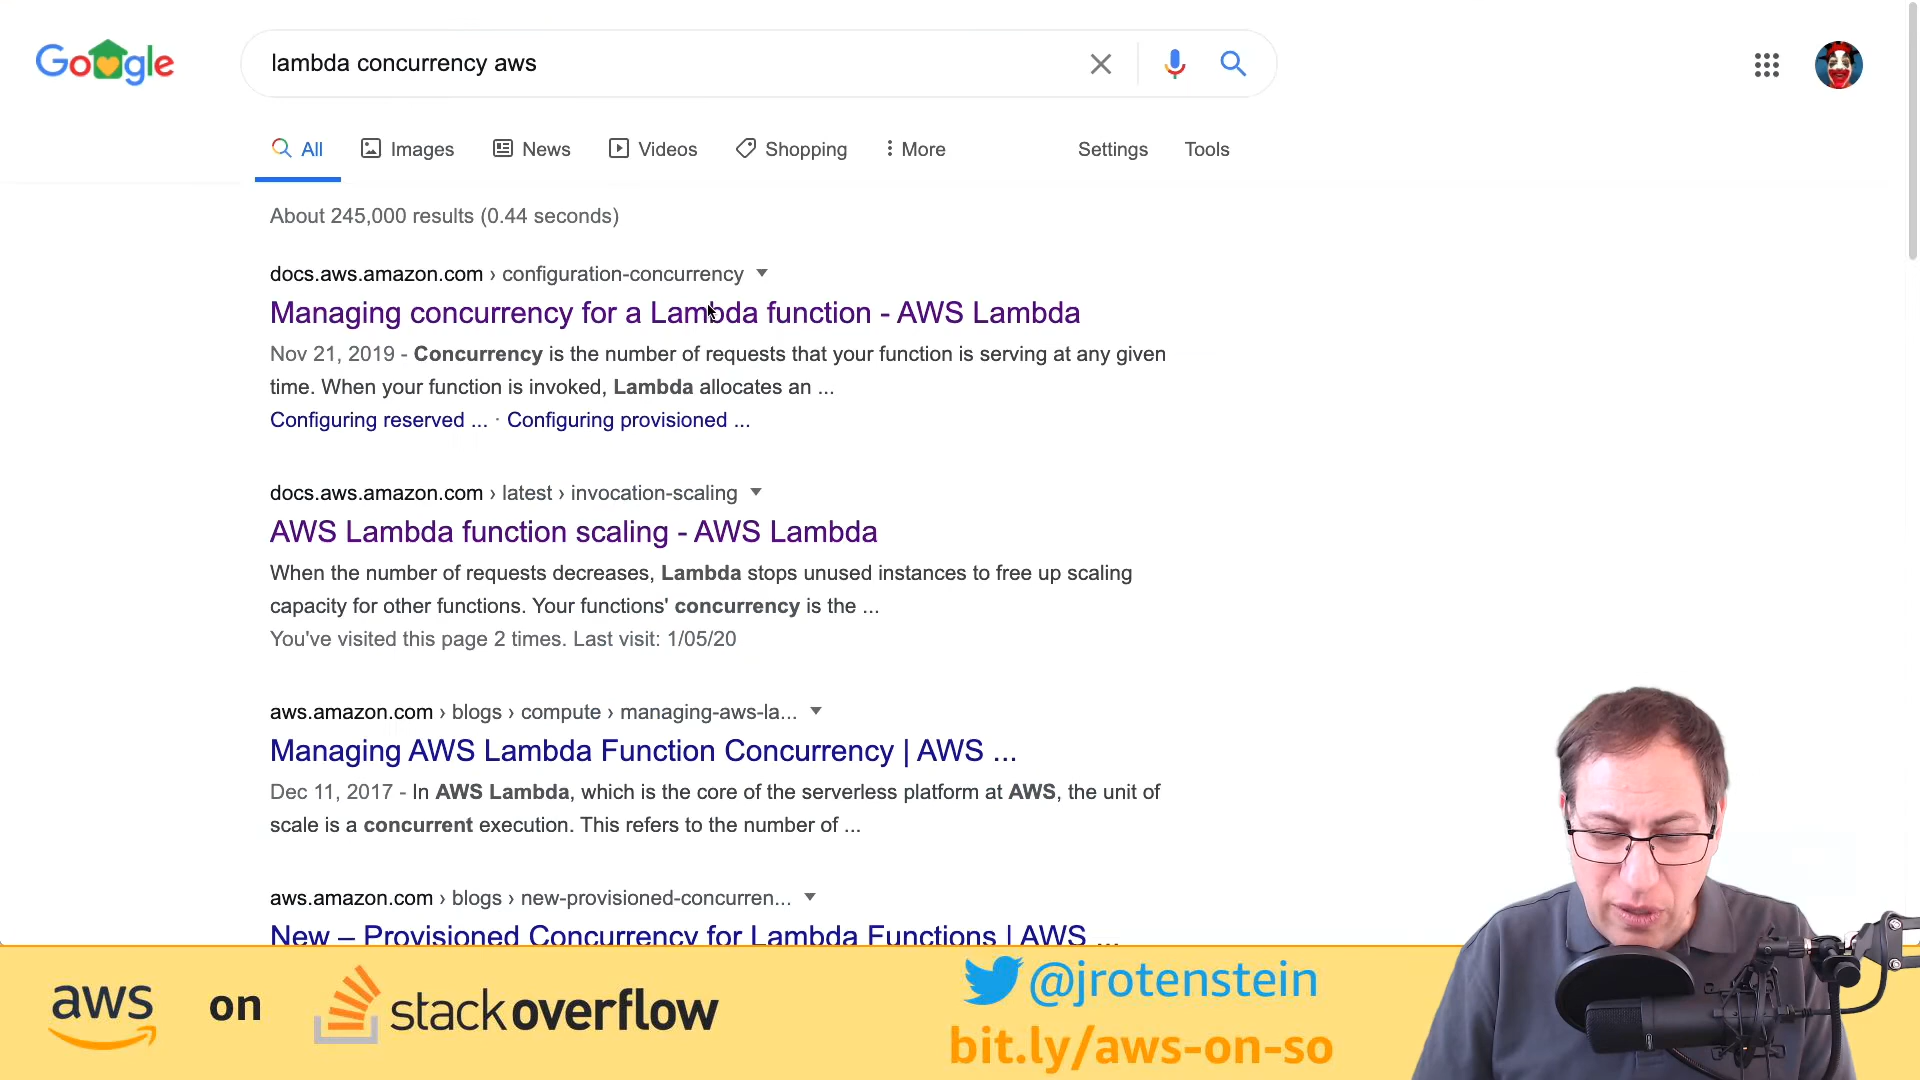 Google
lambda concurrency aws
All Images News Videos Shopping More Settings Tools
About 245,000 results (0.44 seconds)
docs.aws.amazon.com › configuration-concurrency
Managing concurrency for a Lambda function - AWS Lambda
Nov 21, 2019 - Concurrency is the number of requests that your function is serving at any given
time. When your function is invoked, Lambda allocates an ...
Configuring reserved ... · Configuring provisioned ...
docs.aws.amazon.com › latest › invocation-scaling
AWS Lambda function scaling - AWS Lambda
When the number of requests decreases, Lambda stops unused instances to free up scaling
capacity for other functions. Your functions' concurrency is the ...
You've visited this page 2 times. Last visit: 1/05/20
aws.amazon.com › blogs › compute › managing-aws-la...
Managing AWS Lambda Function Concurrency | AWS ...
Dec 11, 2017 - In AWS Lambda, which is the core of the serverless platform at AWS, the unit of
scale is a concurrent execution. This refers to the number of ...
aws.amazon.com › blogs › new-provisioned-concurren...
New – Provisioned Concurrency for Lambda Functions | AWS ...
aws on stackoverflow
@jrotenstein
bit.ly/aws-on-so